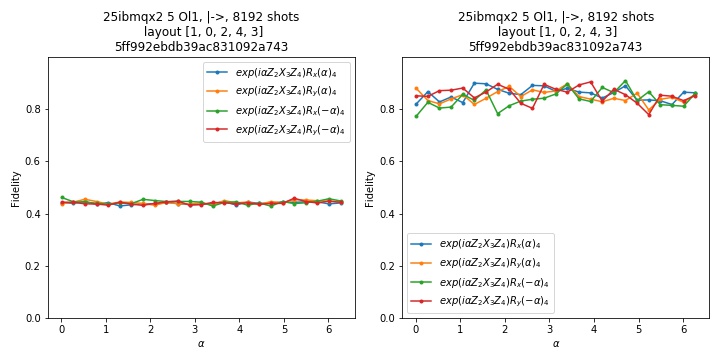 25ibmqx2 5 Ol1, |->, 8192 shots
layout [1, 0, 2, 4, 3]
5ff992ebdb39ac831092a743
exp(iαZ₂X₃Z₄)Rₓ(α)₄
exp(iαZ₂X₃Z₄)Rᵧ(α)₄
exp(iαZ₂X₃Z₄)Rₓ(−α)₄
exp(iαZ₂X₃Z₄)Rᵧ(−α)₄
Fidelity
0.8
0.6
0.4
0.2
0.0
0 1 2 3 4 5 6
α
25ibmqx2 5 Ol1, |->, 8192 shots
layout [1, 0, 2, 4, 3]
5ff992ebdb39ac831092a743
Fidelity
0.8
0.6
0.4
0.2
0.0
exp(iαZ₂X₃Z₄)Rₓ(α)₄
exp(iαZ₂X₃Z₄)Rᵧ(α)₄
exp(iαZ₂X₃Z₄)Rₓ(−α)₄
exp(iαZ₂X₃Z₄)Rᵧ(−α)₄
0 1 2 3 4 5 6
α